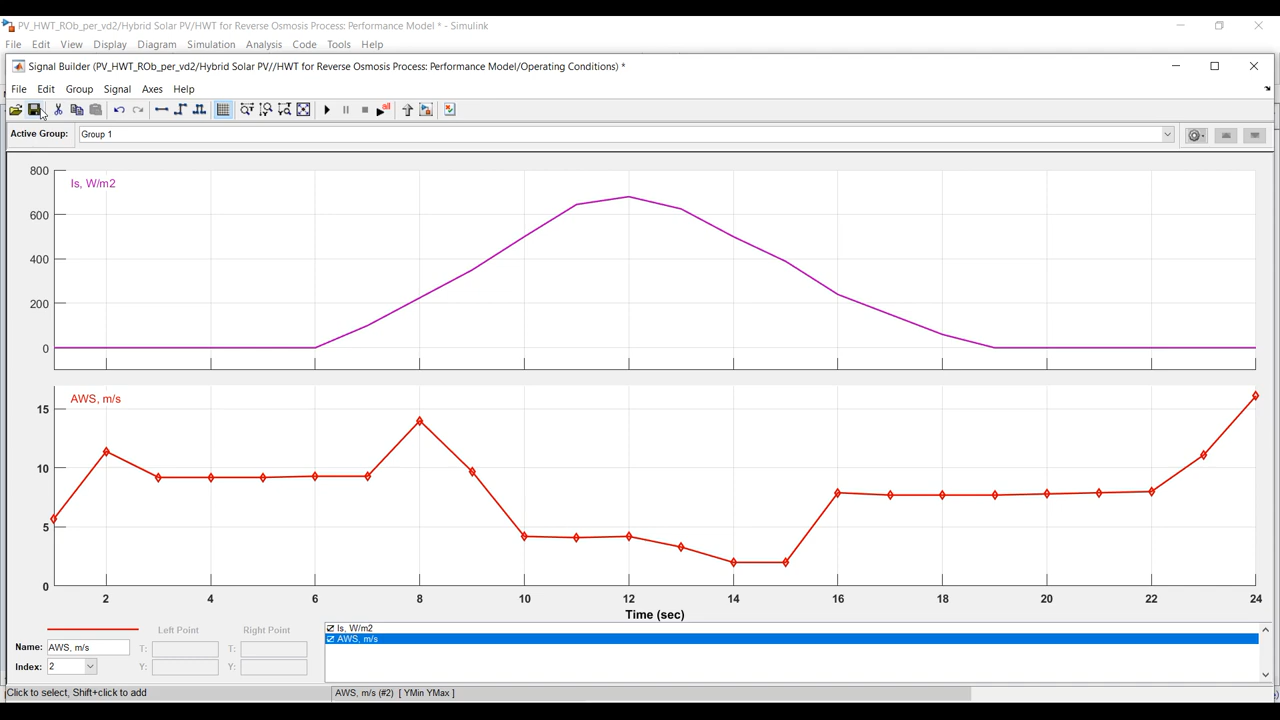 PV_HWT_ROb_per_vd2/Hybrid Solar PV/HWT for Reverse Osmosis Process: Performance Model * - Simulink
File Edit View Display Diagram Simulation Analysis Code Tools Help
Signal Builder (PV_HWT_ROb_per_vd2/Hybrid Solar PV//HWT for Reverse Osmosis Process: Performance Model/Operating Conditions) *
File Edit Group Signal Axes Help
all
Active Group: Group 1
800
Is, W/m2
600
400
200
0
AWS, m/s
15
10
5
0
2 4 6 8 10 12 14 16 18 20 22 24
Time (sec)
Left Point Right Point
Is, W/m2
AWS, m/s
Name: AWS, m/s T: T:
Index: 2 Y: Y:
Click to select, Shift+click to add AWS, m/s (#2) [ YMin YMax ]